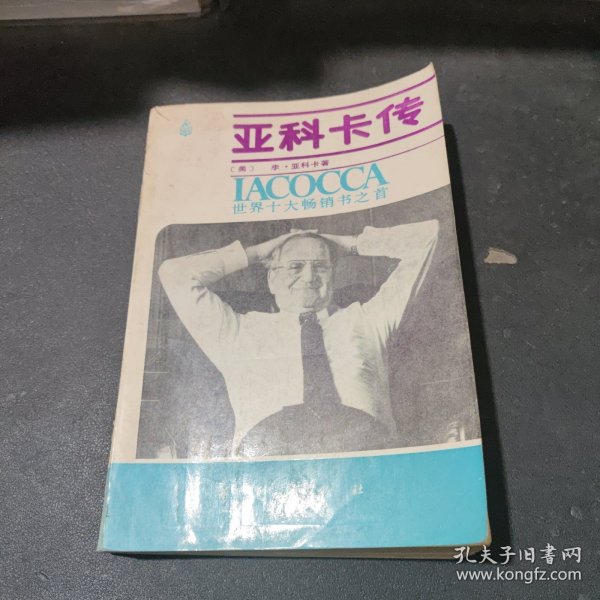 亚科卡传
〔美〕 李·亚科卡著
IACOCCA
世界十大畅销书之首
孔夫子旧书网
www.kongfz.com